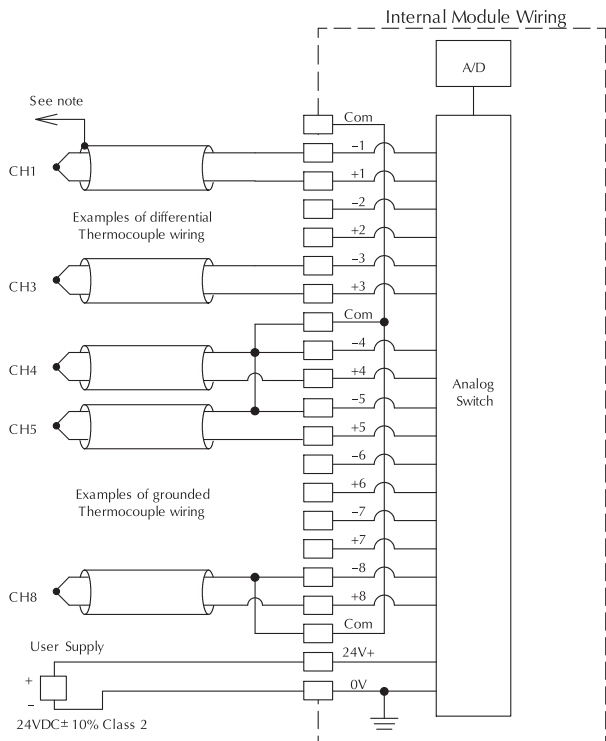 Internal Module Wiring
A/D
See note
Com
–1
CH1
+1
–2
Examples of differential
Thermocouple wiring
+2
–3
CH3
+3
Com
–4
CH4
+4
Analog
Switch
–5
CH5
+5
–6
Examples of grounded
Thermocouple wiring
+6
–7
+7
–8
CH8
+8
Com
User Supply
24V+
+
0V
–
24VDC± 10% Class 2